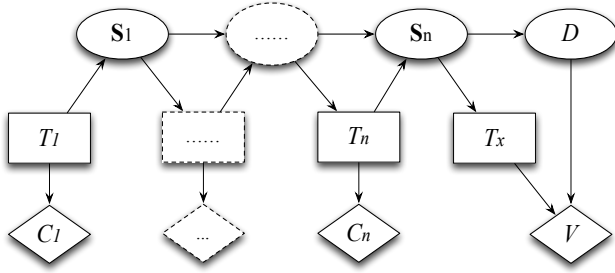 S1 ...... Sn D
T1 ...... Tn Tx
C1 ... Cn V